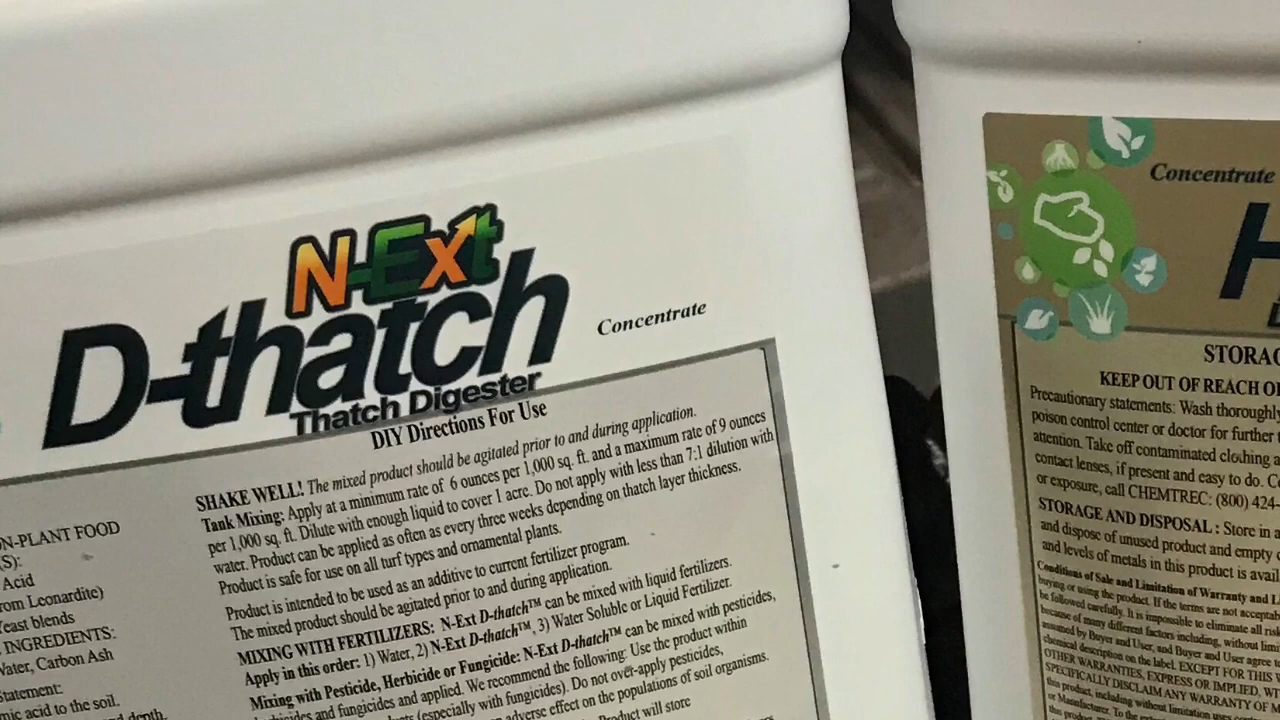 N-Ext
D-thatch
Thatch Digester
Concentrate
DIY Directions For Use
SHAKE WELL! The mixed product should be agitated prior to and during application.
Tank Mixing: Apply at a minimum rate of 6 ounces per 1,000 sq. ft. and a maximum rate of 9 ounces
per 1,000 sq. ft. Dilute with enough liquid to cover 1 acre. Do not apply with less than 7:1 dilution with
water. Product can be applied as often as every three weeks depending on thatch layer thickness.
Product is safe for use on all turf types and ornamental plants.
Product is intended to be used as an additive to current fertilizer program.
The mixed product should be agitated prior to and during application.
MIXING WITH FERTILIZERS: N-Ext D-thatch™ can be mixed with liquid fertilizers.
Apply in this order: 1) Water, 2) N-Ext D-thatch™, 3) Water Soluble or Liquid Fertilizer.
Mixing with Pesticide, Herbicide or Fungicide: N-Ext D-thatch™ can be mixed with pesticides,
and fungicides and applied. We recommend the following: Use the product within
(especially with fungicides). Do not over-apply pesticides,
adverse effect on the populations of soil organisms.
Product will store
N-PLANT FOOD
(S):
Acid
rom Leonardite)
Yeast blends
INGREDIENTS:
Water, Carbon Ash
Statement:
mic acid to the soil.
depth.
Concentrate
H
STORAG
KEEP OUT OF REACH O
Precautionary statements: Wash thoroughly
poison control center or doctor for further
attention. Take off contaminated clothing a
contact lenses, if present and easy to do. C
or exposure, call CHEMTREC: (800) 424-
STORAGE AND DISPOSAL : Store in a
and dispose of unused product and empty
and levels of metals in this product is avail
Conditions of Sale and Limitation of Warranty and L
buying or using the product. If the terms are not acceptab
be followed carefully. It is impossible to eliminate all ris
because of many different factors including, without limi
assumed by Buyer and User, and Buyer and User agree
chemical description on the label. EXCEPT FOR THIS
OTHER WARRANTIES, EXPRESS OR IMPLIED, WI
SPECIFICALLY DISCLAIM ANY WARRANTY OF M
this product, including without limitation
or Manufacturer. To the